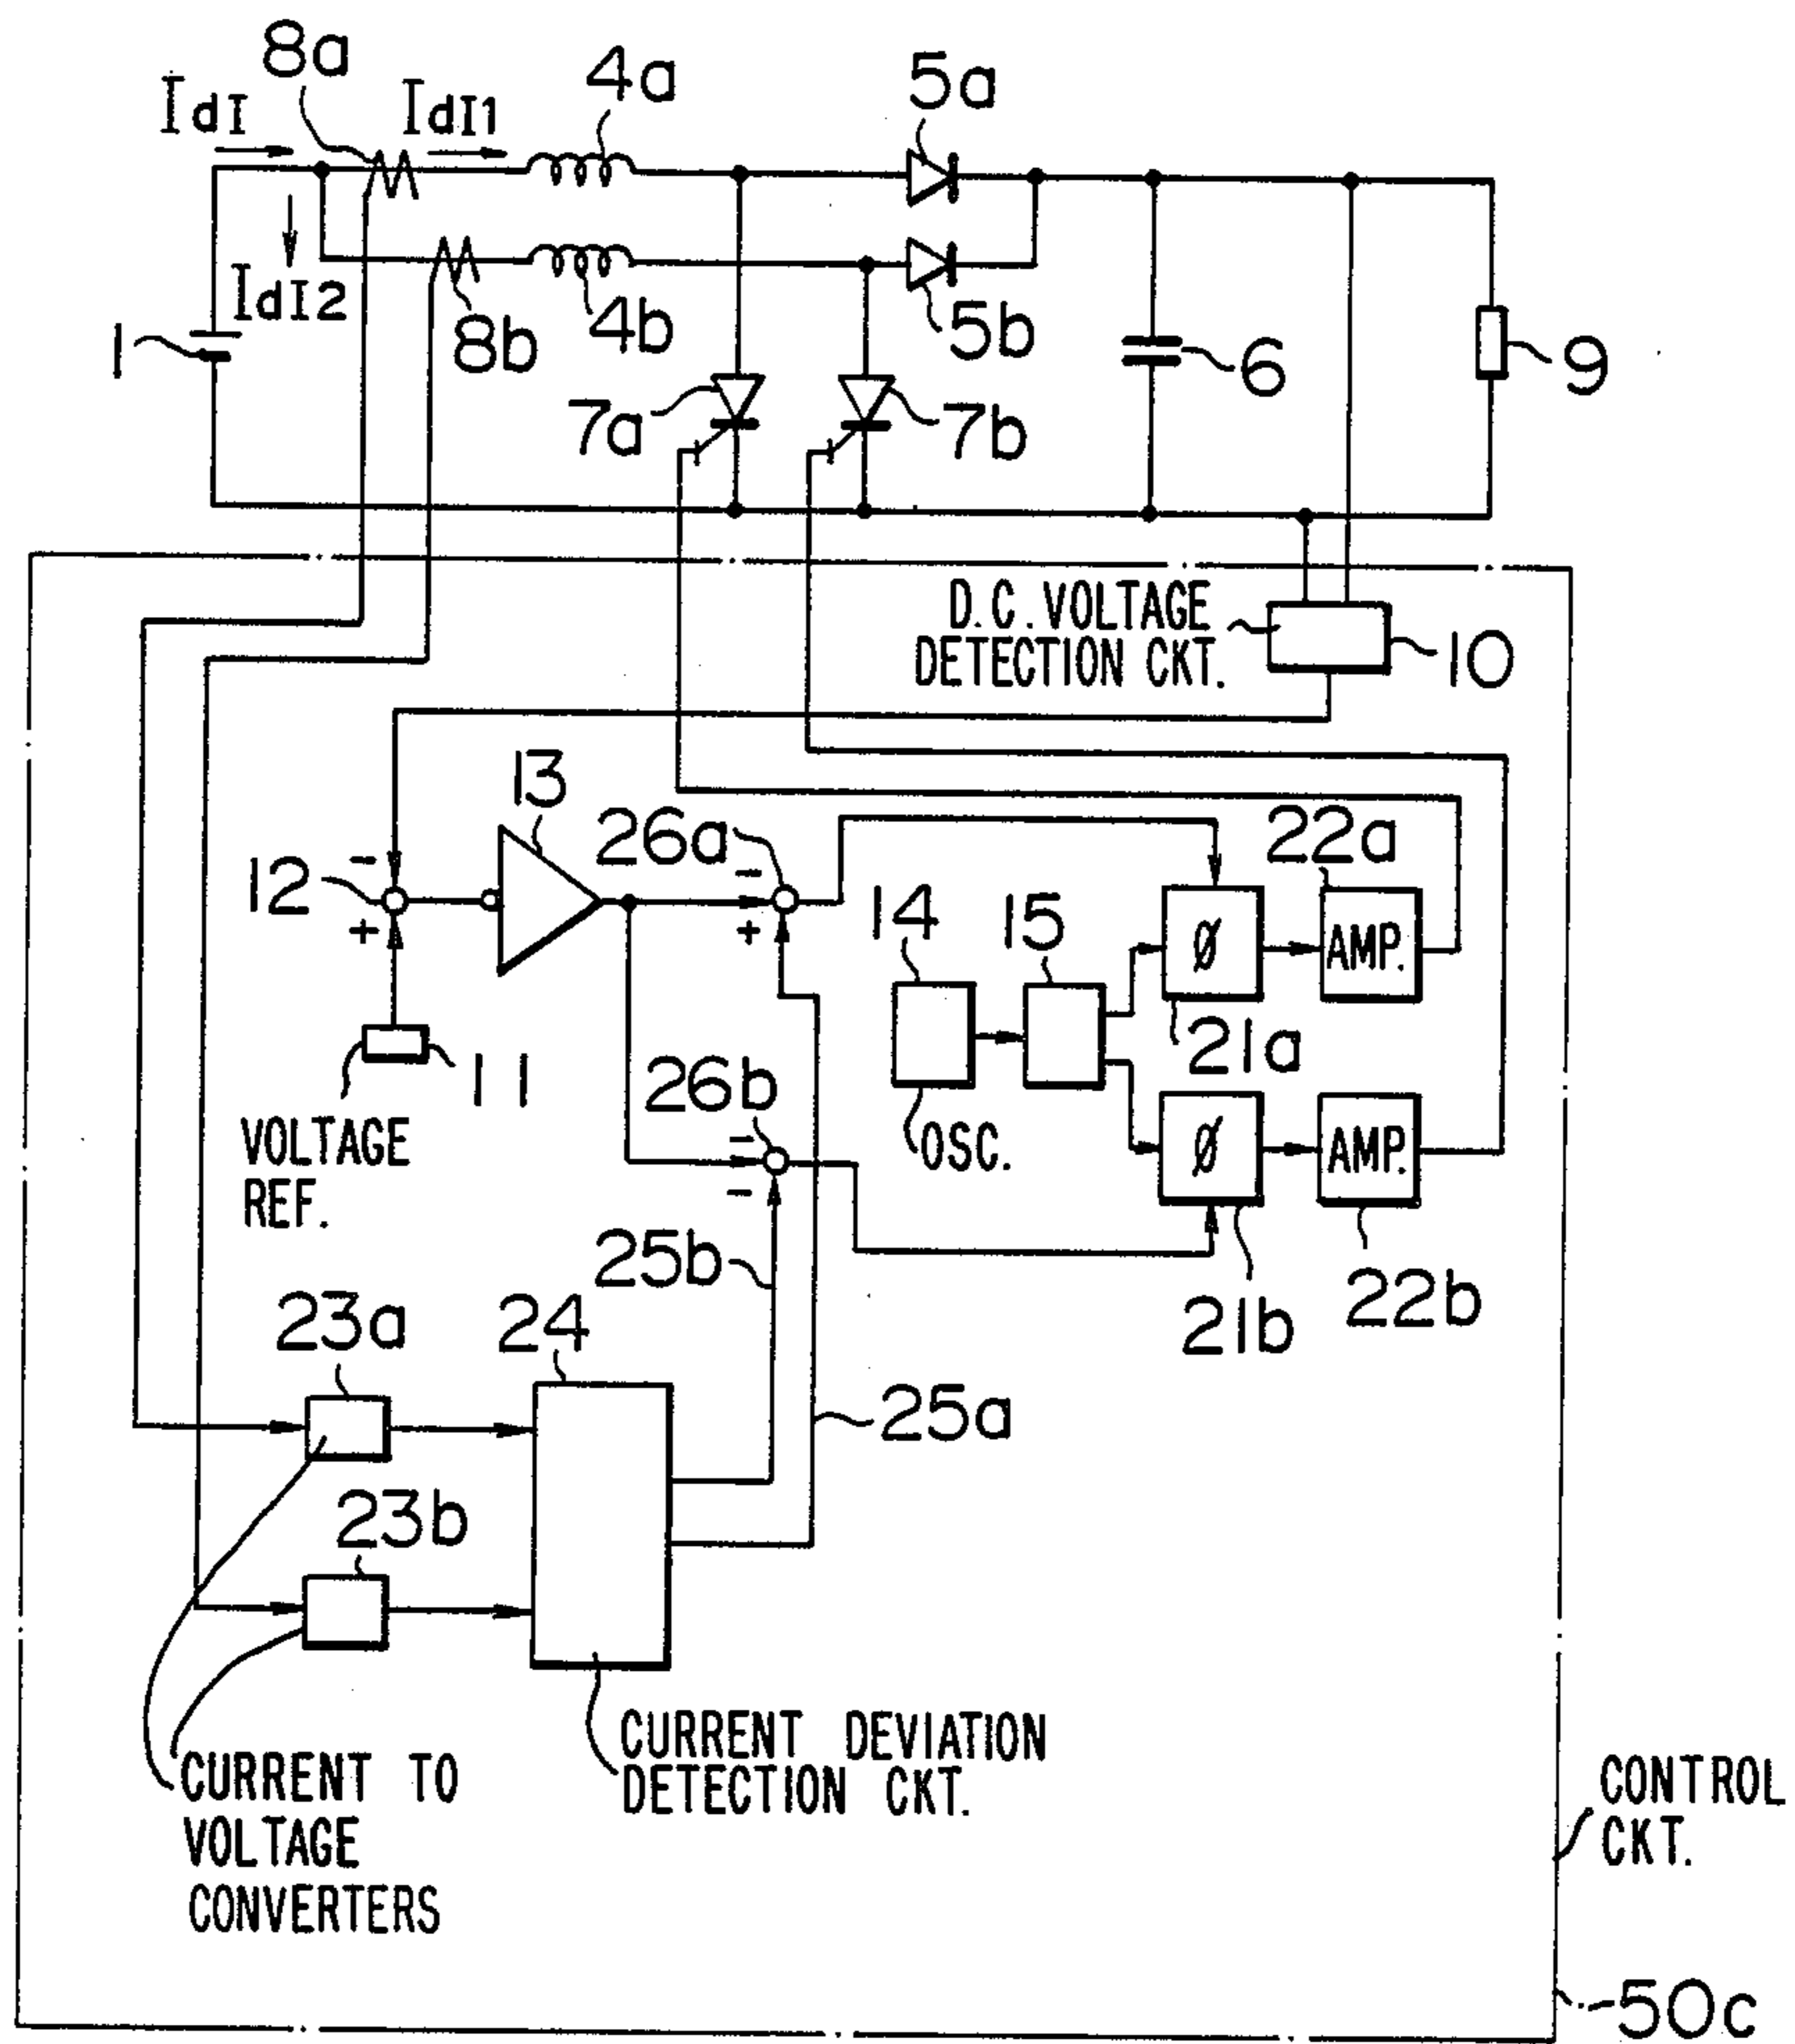 8a
IdI
IdI1
4a
5a
IdI2
8b
4b
5b
1
6
9
7a
7b
D.C. VOLTAGE
DETECTION CKT.
10
13
26a
22a
12
-
-
+
+
14
15
Ø
AMP.
11
21a
26b
OSC.
VOLTAGE
REF.
-
-
Ø
AMP.
25b
21b
22b
23a
24
25a
23b
CURRENT DEVIATION
DETECTION CKT.
CURRENT TO
VOLTAGE
CONVERTERS
CONTROL
CKT.
50c